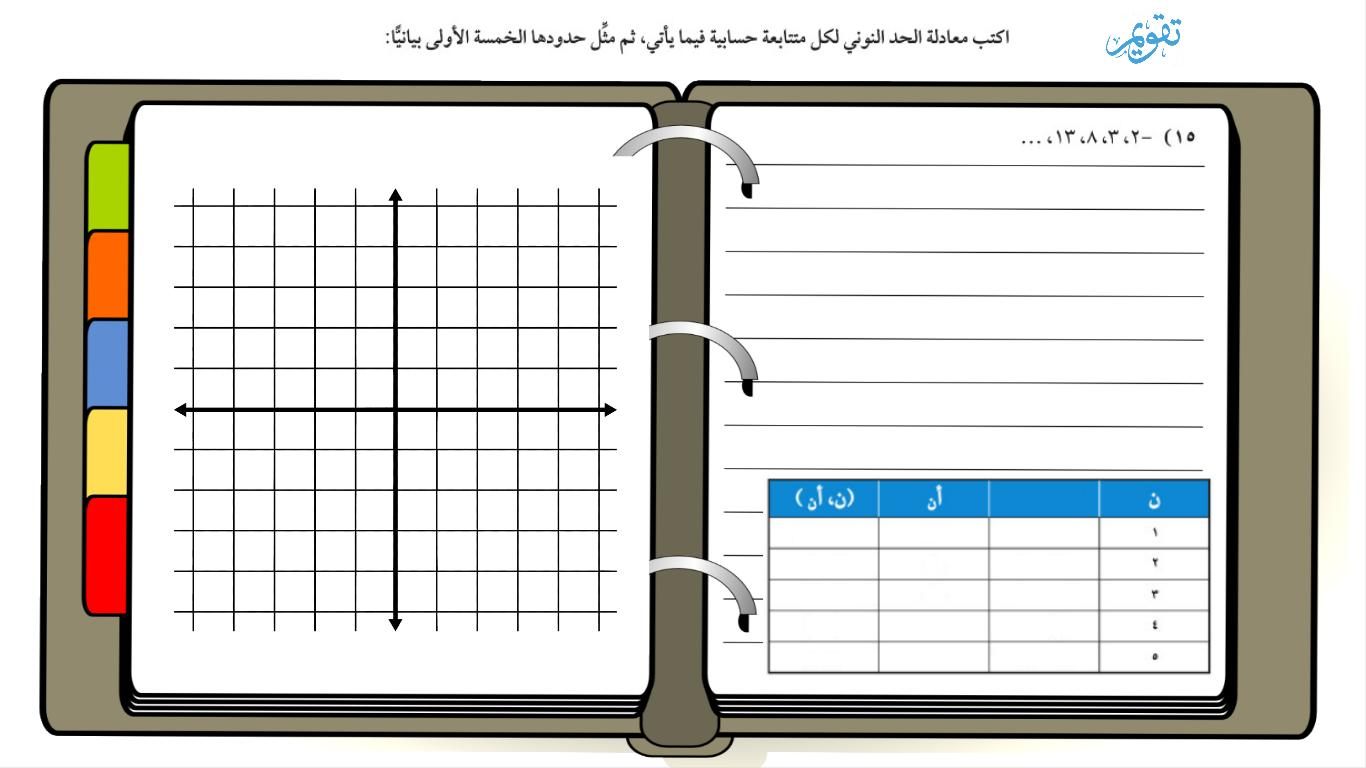 تقويم
اكتب معادلة الحد النوني لكل متتابعة حسابية فيما يأتي، ثم مثِّل حدودها الخمسة الأولى بيانيًّا:
١٥) -٢، ٣، ٨، ١٣، ...
ن أن (ن، أن)
١
٢
٣
٤
٥